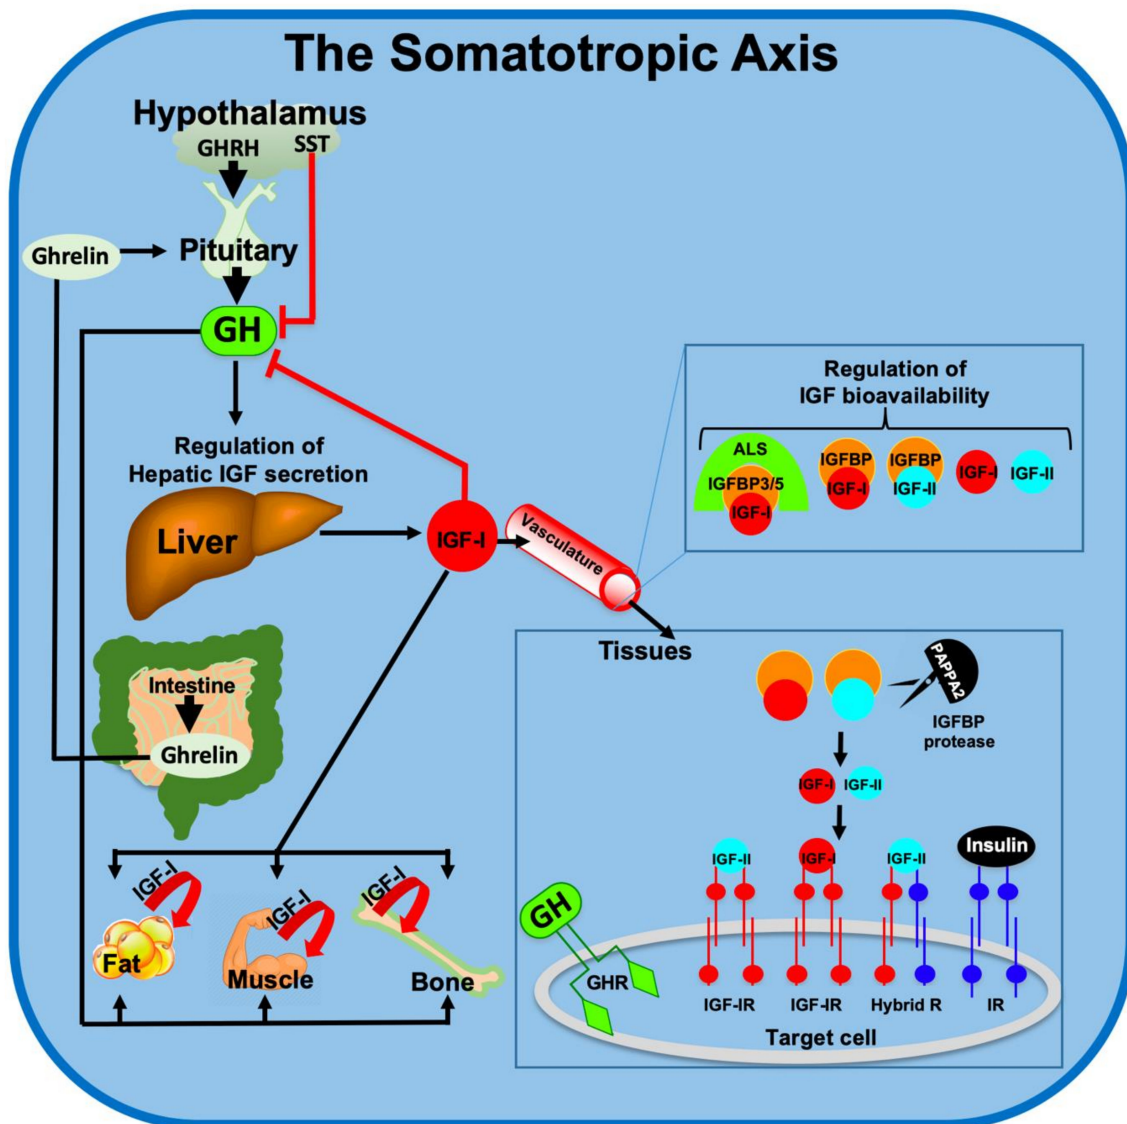 The Somatotropic Axis
Hypothalamus
GHRH
SST
Ghrelin
Pituitary
GH
Regulation of
Hepatic IGF secretion
Liver
IGF-I
Vasculature
Regulation of
IGF bioavailability
ALS
IGFBP3/5
IGF-I
IGFBP
IGF-I
IGFBP
IGF-II
IGF-I
IGF-II
Tissues
PAPPA2
IGFBP
protease
IGF-I
IGF-II
Intestine
Ghrelin
IGF-I
Fat
IGF-I
Muscle
IGF-I
Bone
IGF-II
IGF-I
IGF-II
Insulin
GH
GHR
IGF-IR
IGF-IR
Hybrid R
IR
Target cell